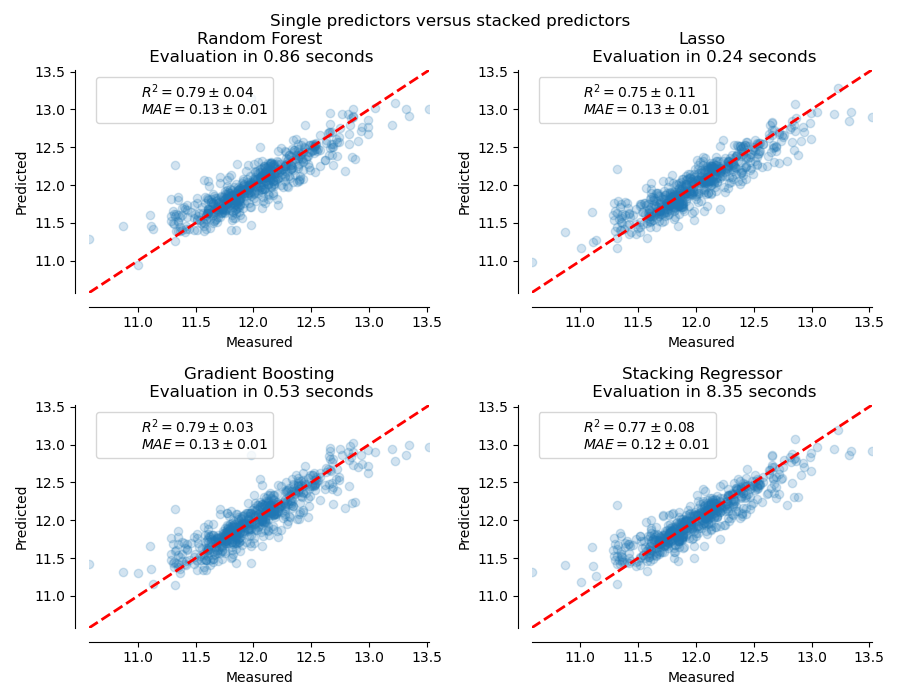 Single predictors versus stacked predictors
Random Forest
Evaluation in 0.86 seconds
R² = 0.79 ± 0.04
MAE = 0.13 ± 0.01
13.5
13.0
12.5
12.0
11.5
11.0
Predicted
11.0 11.5 12.0 12.5 13.0 13.5
Measured
Lasso
Evaluation in 0.24 seconds
R² = 0.75 ± 0.11
MAE = 0.13 ± 0.01
13.5
13.0
12.5
12.0
11.5
11.0
Predicted
11.0 11.5 12.0 12.5 13.0 13.5
Measured
Gradient Boosting
Evaluation in 0.53 seconds
R² = 0.79 ± 0.03
MAE = 0.13 ± 0.01
13.5
13.0
12.5
12.0
11.5
11.0
Predicted
11.0 11.5 12.0 12.5 13.0 13.5
Measured
Stacking Regressor
Evaluation in 8.35 seconds
R² = 0.77 ± 0.08
MAE = 0.12 ± 0.01
13.5
13.0
12.5
12.0
11.5
11.0
Predicted
11.0 11.5 12.0 12.5 13.0 13.5
Measured